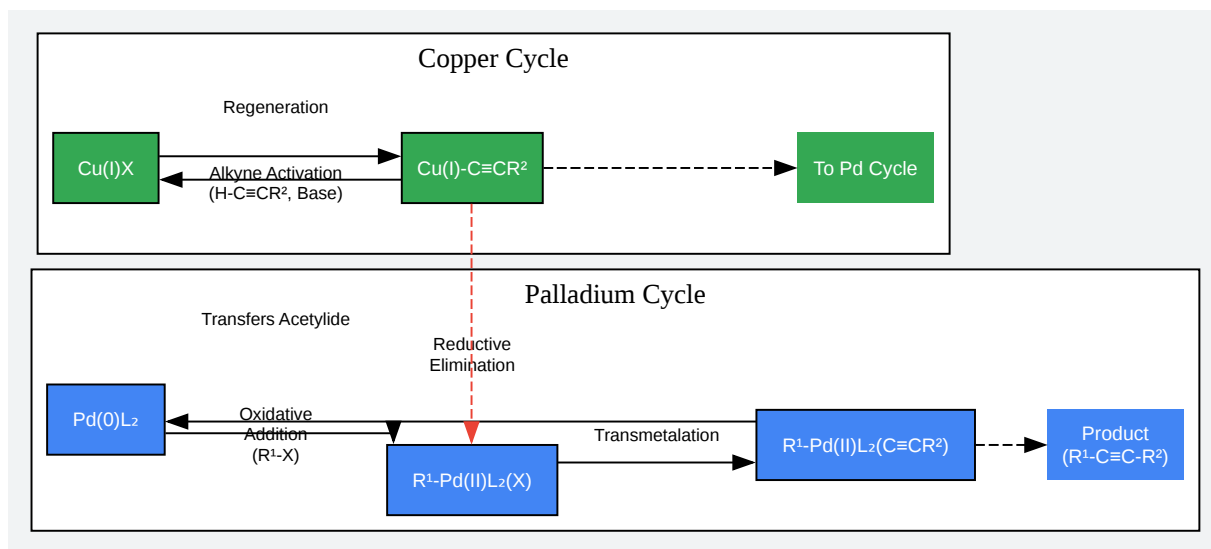 Copper Cycle
Regeneration
Cu(I)X
Alkyne Activation
(H-C≡CR², Base)
Cu(I)-C≡CR²
To Pd Cycle
Palladium Cycle
Transfers Acetylide
Reductive
Elimination
Pd(0)L₂
Oxidative
Addition
(R¹-X)
R¹-Pd(II)L₂(X)
Transmetalation
R¹-Pd(II)L₂(C≡CR²)
Product
(R¹-C≡C-R²)